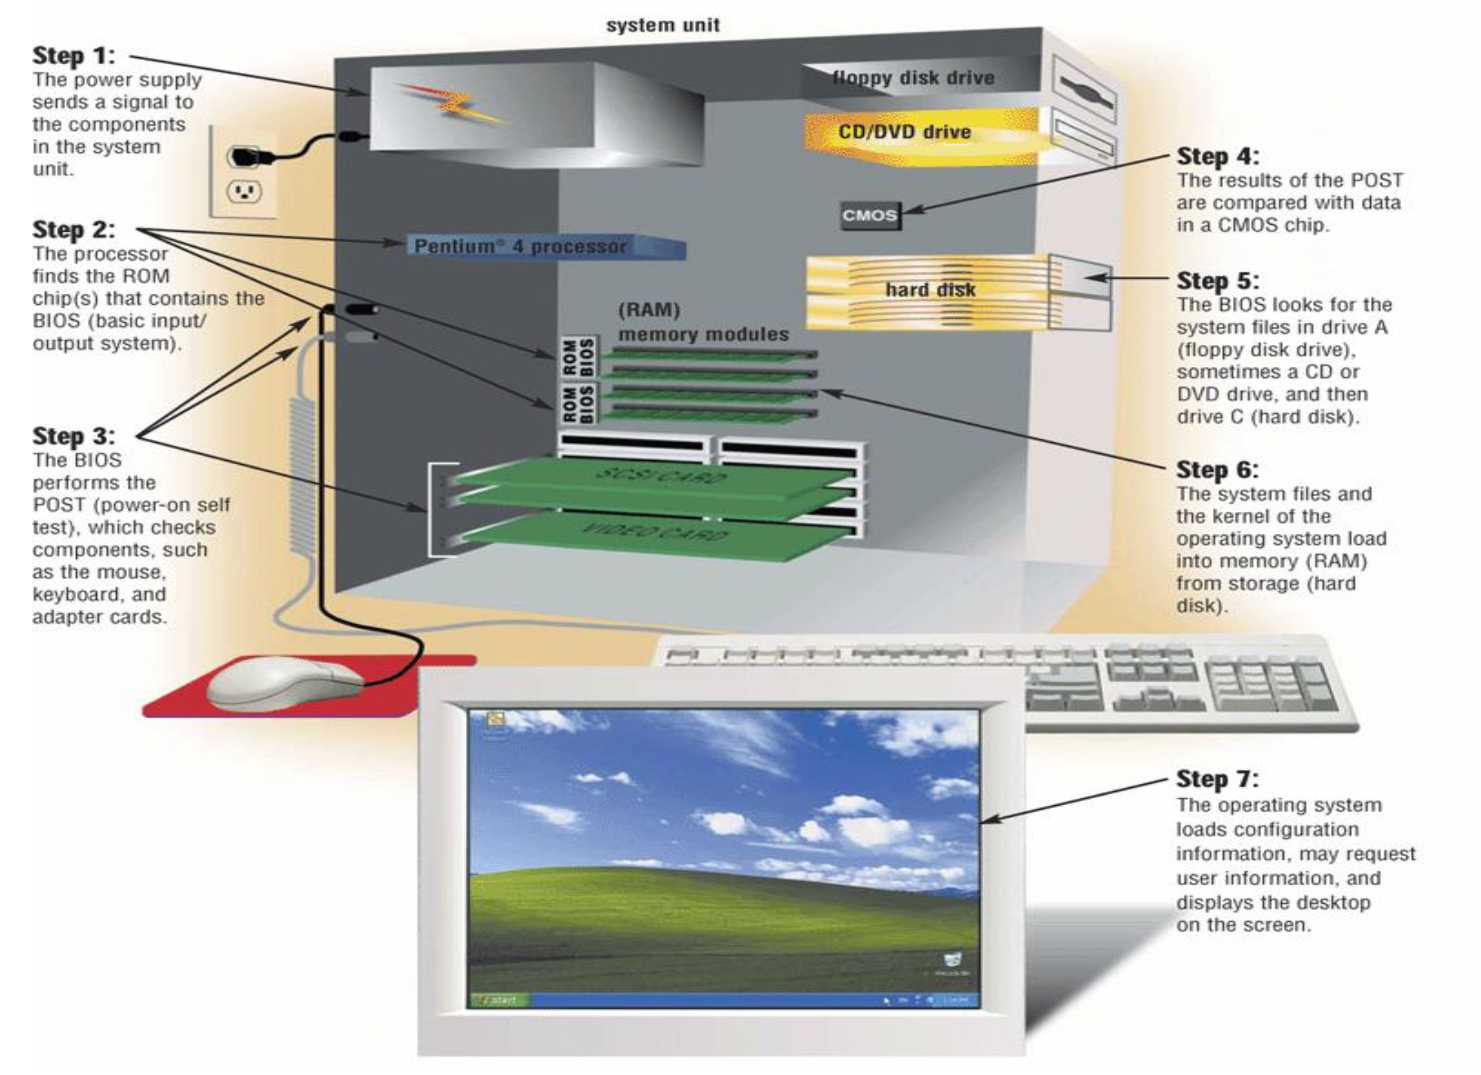 system unit
Step 1:
The power supply
sends a signal to
the components
in the system
unit.
floppy disk drive
CD/DVD drive
Step 4:
The results of the POST
are compared with data
in a CMOS chip.
CMOS
Step 2:
The processor
finds the ROM
chip(s) that contains the
BIOS (basic input/
output system).
Pentium® 4 processor
hard disk
Step 5:
The BIOS looks for the
system files in drive A
(floppy disk drive),
sometimes a CD or
DVD drive, and then
drive C (hard disk).
(RAM)
memory modules
ROM
BIOS
ROM
BIOS
Step 3:
The BIOS
performs the
POST (power-on self
test), which checks
components, such
as the mouse,
keyboard, and
adapter cards.
SCSI CARD
VIDEO CARD
Step 6:
The system files and
the kernel of the
operating system load
into memory (RAM)
from storage (hard
disk).
Step 7:
The operating system
loads configuration
information, may request
user information, and
displays the desktop
on the screen.
start